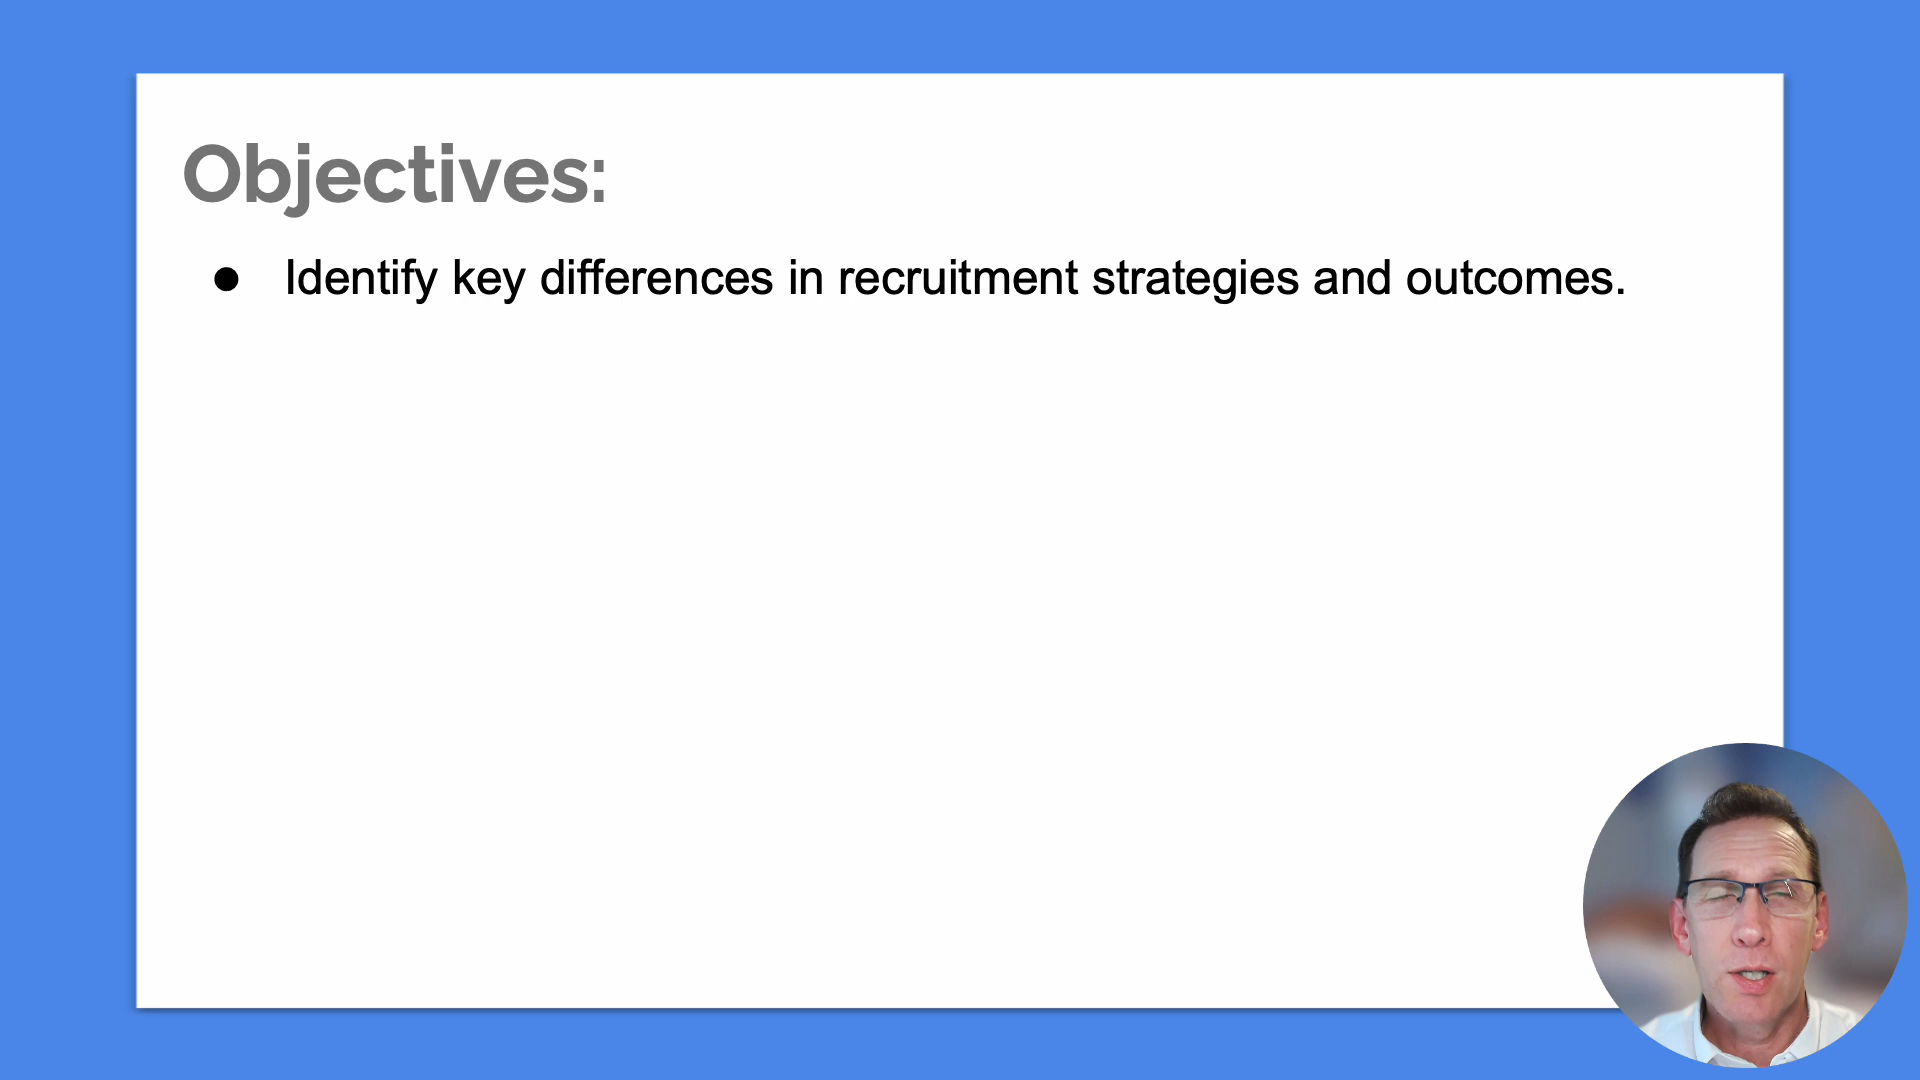 Objectives:
● Identify key differences in recruitment strategies and outcomes.